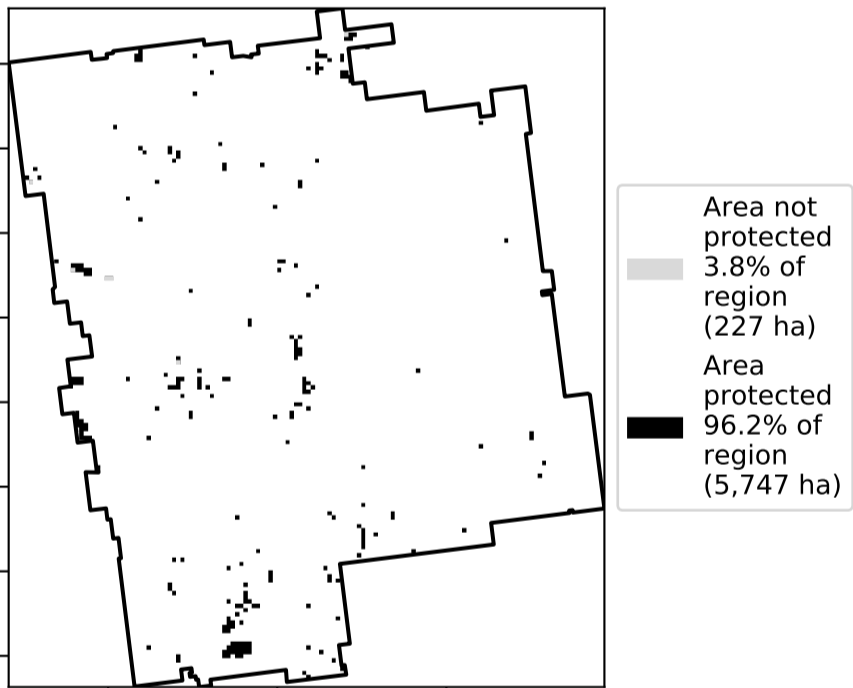 Area not
protected
3.8% of
region
(227 ha)
Area
protected
96.2% of
region
(5,747 ha)